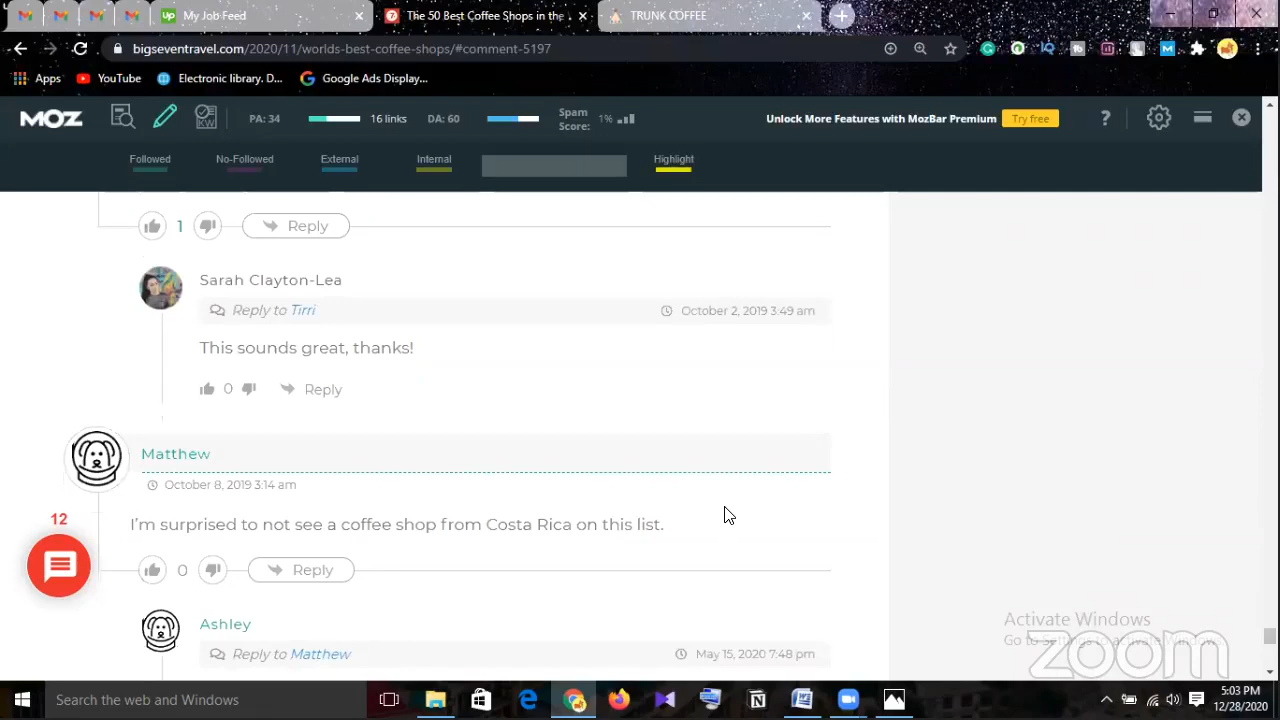 My Job Feed
The 50 Best Coffee Shops in the
TRUNK COFFEE
bigseventravel.com/2020/11/worlds-best-coffee-shops/#comment-5197
Apps
YouTube
Electronic library. D...
Google Ads Display...
MOZ
PA: 34
16 links
DA: 60
Spam
Score:
1%
Unlock More Features with MozBar Premium
Try free
?
Followed
No-Followed
External
Internal
Highlight
1
Reply
Sarah Clayton-Lea
Reply to Tirri
October 2, 2019 3:49 am
This sounds great, thanks!
0
Reply
Matthew
October 8, 2019 3:14 am
I'm surprised to not see a coffee shop from Costa Rica on this list.
12
0
Reply
Ashley
Reply to Matthew
May 15, 2020 7:48 pm
Activate Windows
Go to Settings to activate Windows.
zoom
Search the web and Windows
5:03 PM
12/28/2020